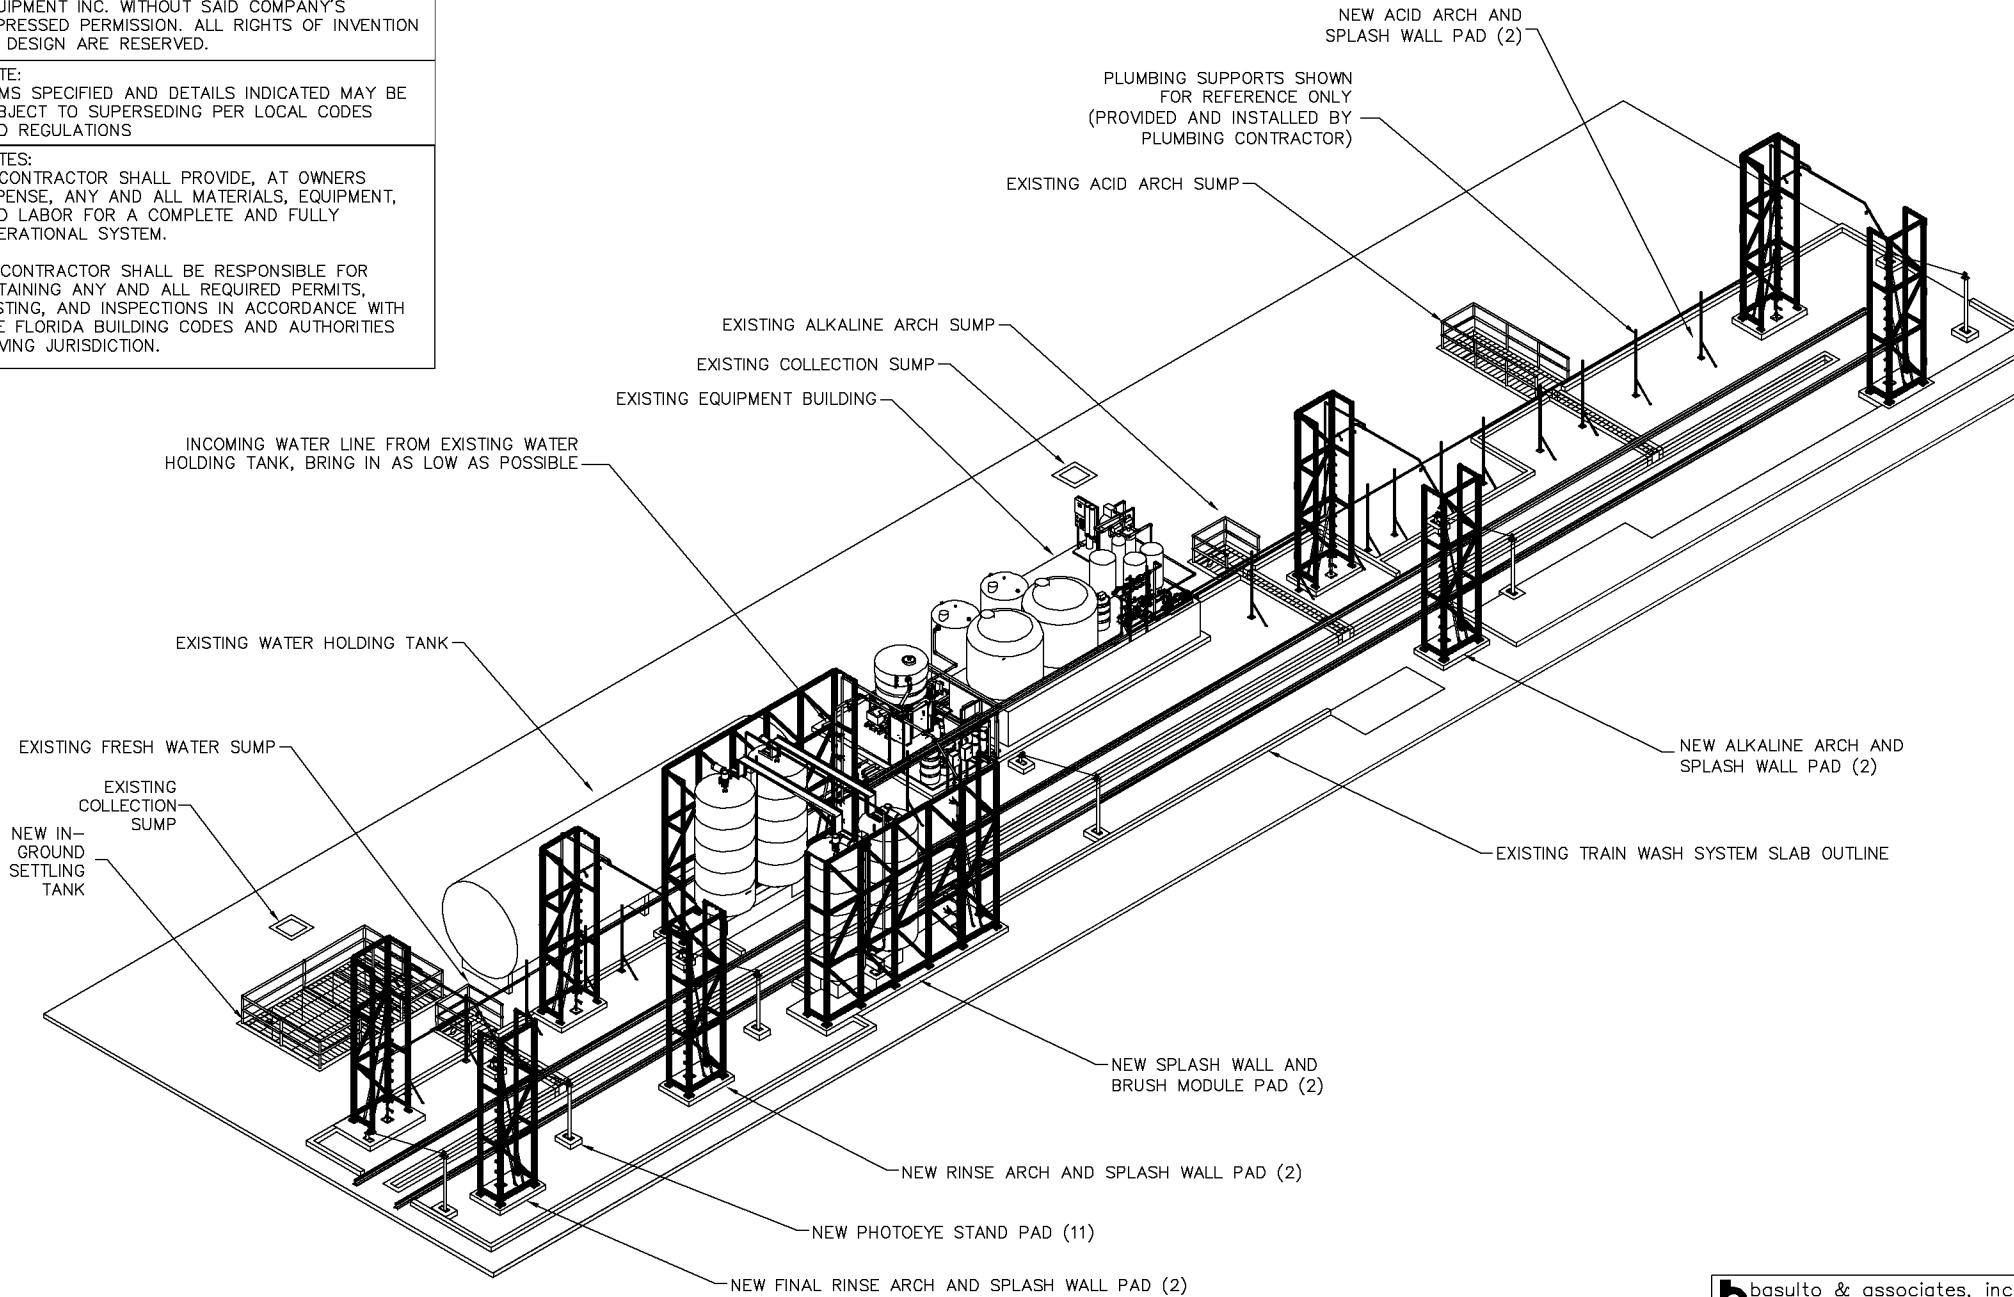 UIPMENT INC. WITHOUT SAID COMPANY'S
PRESSED PERMISSION. ALL RIGHTS OF INVENTION
DESIGN ARE RESERVED.
TE:
MS SPECIFIED AND DETAILS INDICATED MAY BE
BJECT TO SUPERSEDING PER LOCAL CODES
D REGULATIONS
TES:
CONTRACTOR SHALL PROVIDE, AT OWNERS
PENSE, ANY AND ALL MATERIALS, EQUIPMENT,
D LABOR FOR A COMPLETE AND FULLY
ERATIONAL SYSTEM.
CONTRACTOR SHALL BE RESPONSIBLE FOR
TAINING ANY AND ALL REQUIRED PERMITS,
STING, AND INSPECTIONS IN ACCORDANCE WITH
E FLORIDA BUILDING CODES AND AUTHORITIES
VING JURISDICTION.
NEW ACID ARCH AND
SPLASH WALL PAD (2)
PLUMBING SUPPORTS SHOWN
FOR REFERENCE ONLY
(PROVIDED AND INSTALLED BY
PLUMBING CONTRACTOR)
EXISTING ACID ARCH SUMP
EXISTING ALKALINE ARCH SUMP
EXISTING COLLECTION SUMP
EXISTING EQUIPMENT BUILDING
INCOMING WATER LINE FROM EXISTING WATER
HOLDING TANK, BRING IN AS LOW AS POSSIBLE
EXISTING WATER HOLDING TANK
EXISTING FRESH WATER SUMP
EXISTING
COLLECTION
SUMP
NEW IN-
GROUND
SETTLING
TANK
NEW ALKALINE ARCH AND
SPLASH WALL PAD (2)
EXISTING TRAIN WASH SYSTEM SLAB OUTLINE
NEW SPLASH WALL AND
BRUSH MODULE PAD (2)
NEW RINSE ARCH AND SPLASH WALL PAD (2)
NEW PHOTOEYE STAND PAD (11)
NEW FINAL RINSE ARCH AND SPLASH WALL PAD (2)
b basulto & associates, inc